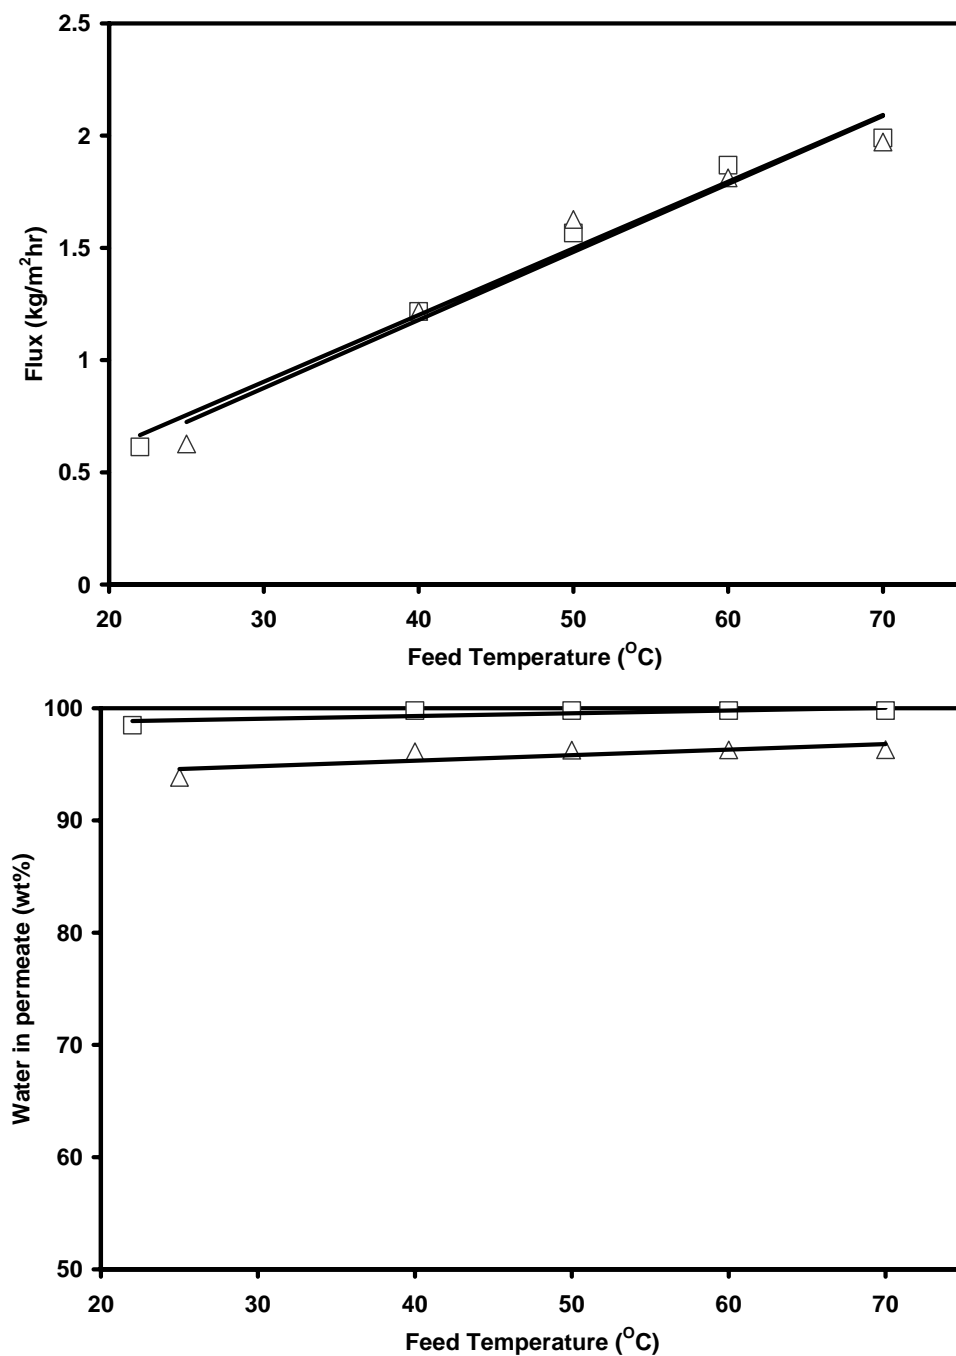 2.5
2
1.5
1
0.5
0
Flux (kg/m²hr)
20 30 40 50 60 70
Feed Temperature (ᴼC)
100
90
80
70
60
50
Water in permeate (wt%)
20 30 40 50 60 70
Feed Temperature (ᴼC)